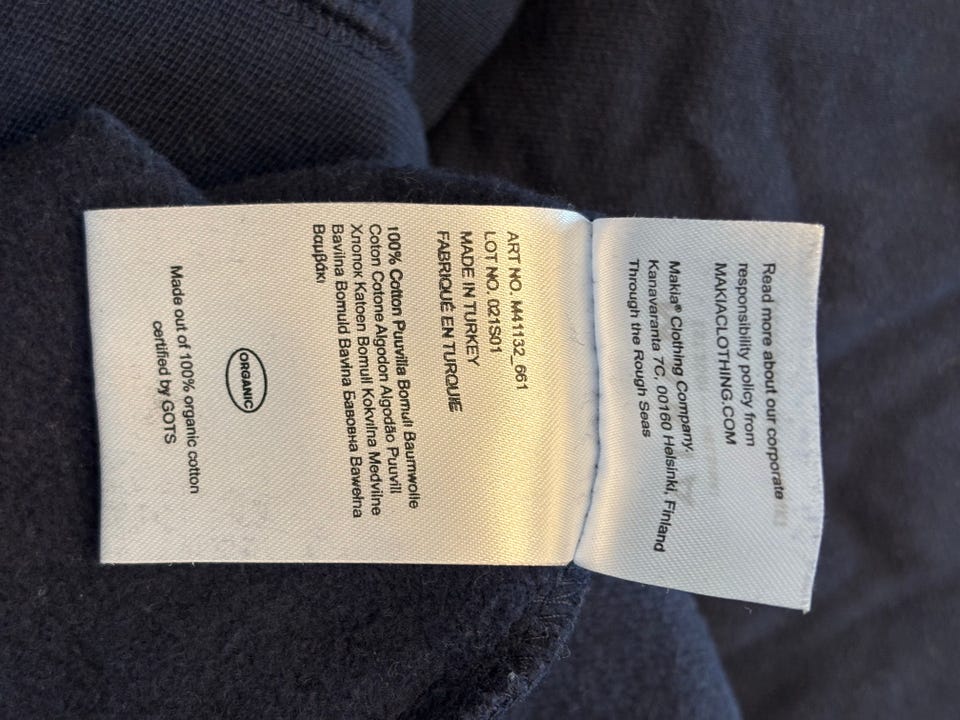 Read more about our corporate
responsibility policy from
MAKIACLOTHING.COM
Makia® Clothing Company.
Kanavaranta 7C, 00160 Helsinki, Finland
Through the Rough Seas
ART NO. M41132_661
LOT NO. 021S01
MADE IN TURKEY
FABRIQUÉ EN TURQUIE
100% Cotton Puuvilla Bomull Baumwolle
Coton Cotone Algodon Algodão Puuvill
Хлопок Katoen Bomull Kokvilna Medvilne
Bavilna Bomuld Bavlna Бавовна Bawełna
Βαμβάκι
ORGANIC
Made out of 100% organic cotton
certified by GOTS